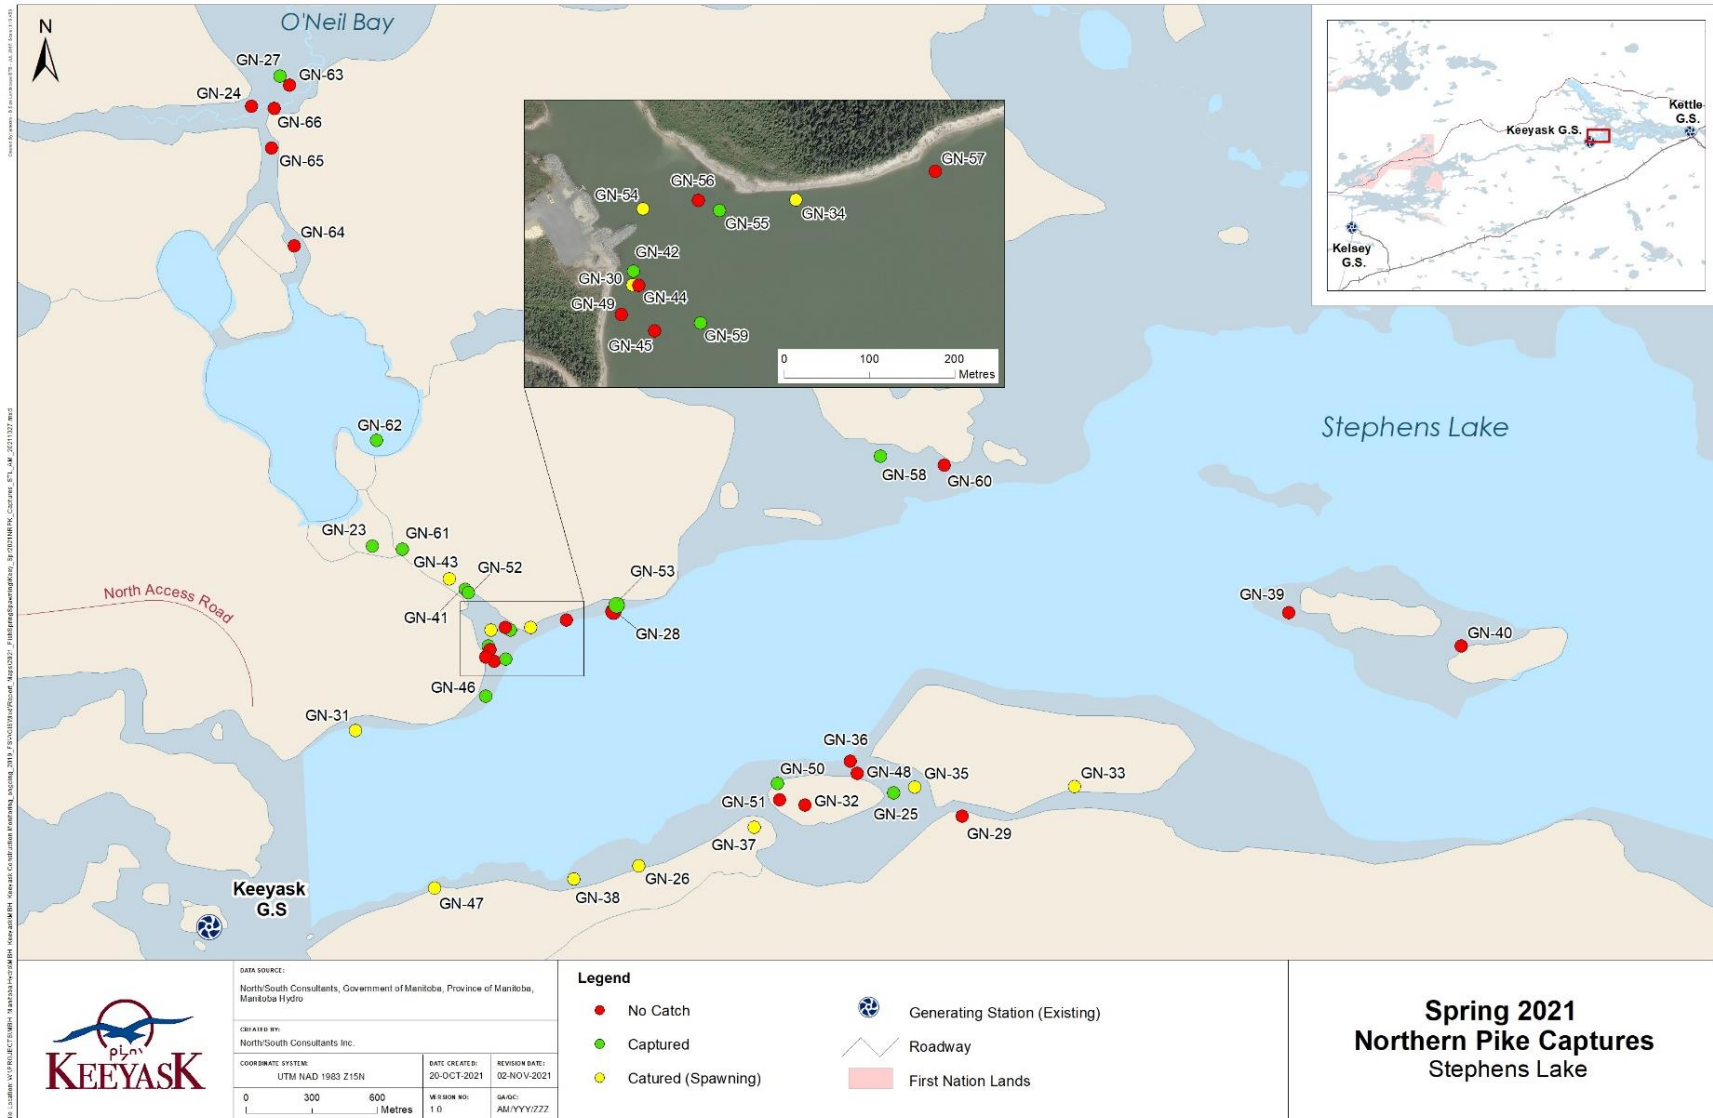 N
O'Neil Bay
GN-27
GN-63
GN-24
GN-66
GN-65
GN-64
GN-62
GN-23
GN-61
GN-43
GN-52
GN-41
GN-53
GN-28
GN-46
GN-31
North Access Road
GN-54
GN-56
GN-55
GN-34
GN-57
GN-42
GN-30
GN-44
GN-49
GN-45
GN-59
0 100 200
Metres
Keeyask G.S.
Kettle
G.S.
Kelsey
G.S.
Stephens Lake
GN-58
GN-60
GN-39
GN-40
GN-36
GN-48
GN-50
GN-35
GN-33
GN-51
GN-32
GN-25
GN-29
GN-37
GN-26
GN-38
GN-47
Keeyask
G.S
KEEYASK
DATA SOURCE:
North/South Consultants, Government of Manitoba, Province of Manitoba,
Manitoba Hydro
CREATED BY:
North/South Consultants Inc.
COORDINATE SYSTEM:
UTM NAD 1983 Z15N
DATE CREATED:
20-OCT-2021
REVISION DATE:
02-NOV-2021
0 300 600
Metres
VERSION NO:
1.0
QA/QC:
AM/YYY/ZZZ
Legend
No Catch
Captured
Catured (Spawning)
Generating Station (Existing)
Roadway
First Nation Lands
Spring 2021
Northern Pike Captures
Stephens Lake